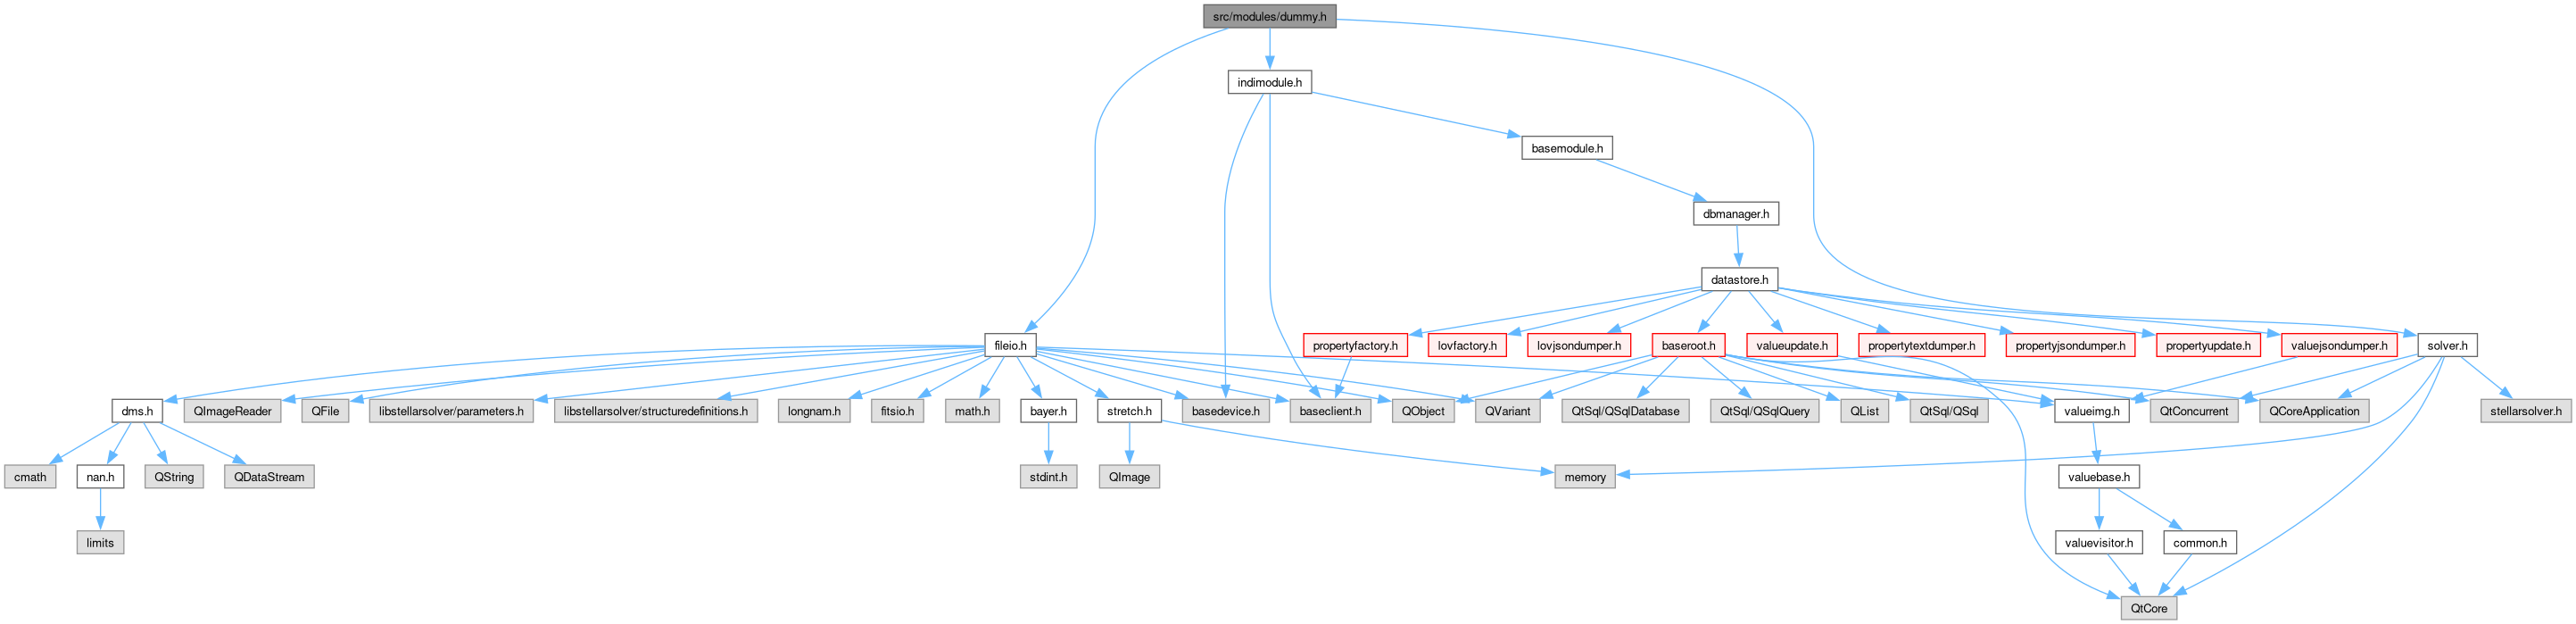 src/modules/dummy.h
indimodule.h
basemodule.h
dbmanager.h
datastore.h
fileio.h
propertyfactory.h
lovfactory.h
lovjsondumper.h
baseroot.h
valueupdate.h
propertytextdumper.h
propertyjsondumper.h
propertyupdate.h
valuejsondumper.h
solver.h
dms.h
QImageReader
QFile
libstellarsolver/parameters.h
libstellarsolver/structuredefinitions.h
longnam.h
fitsio.h
math.h
bayer.h
stretch.h
basedevice.h
baseclient.h
QObject
QVariant
QtSql/QSqlDatabase
QtSql/QSqlQuery
QList
QtSql/QSql
valueimg.h
QtConcurrent
QCoreApplication
stellarsolver.h
cmath
nan.h
QString
QDataStream
stdint.h
QImage
memory
valuebase.h
limits
valuevisitor.h
common.h
QtCore